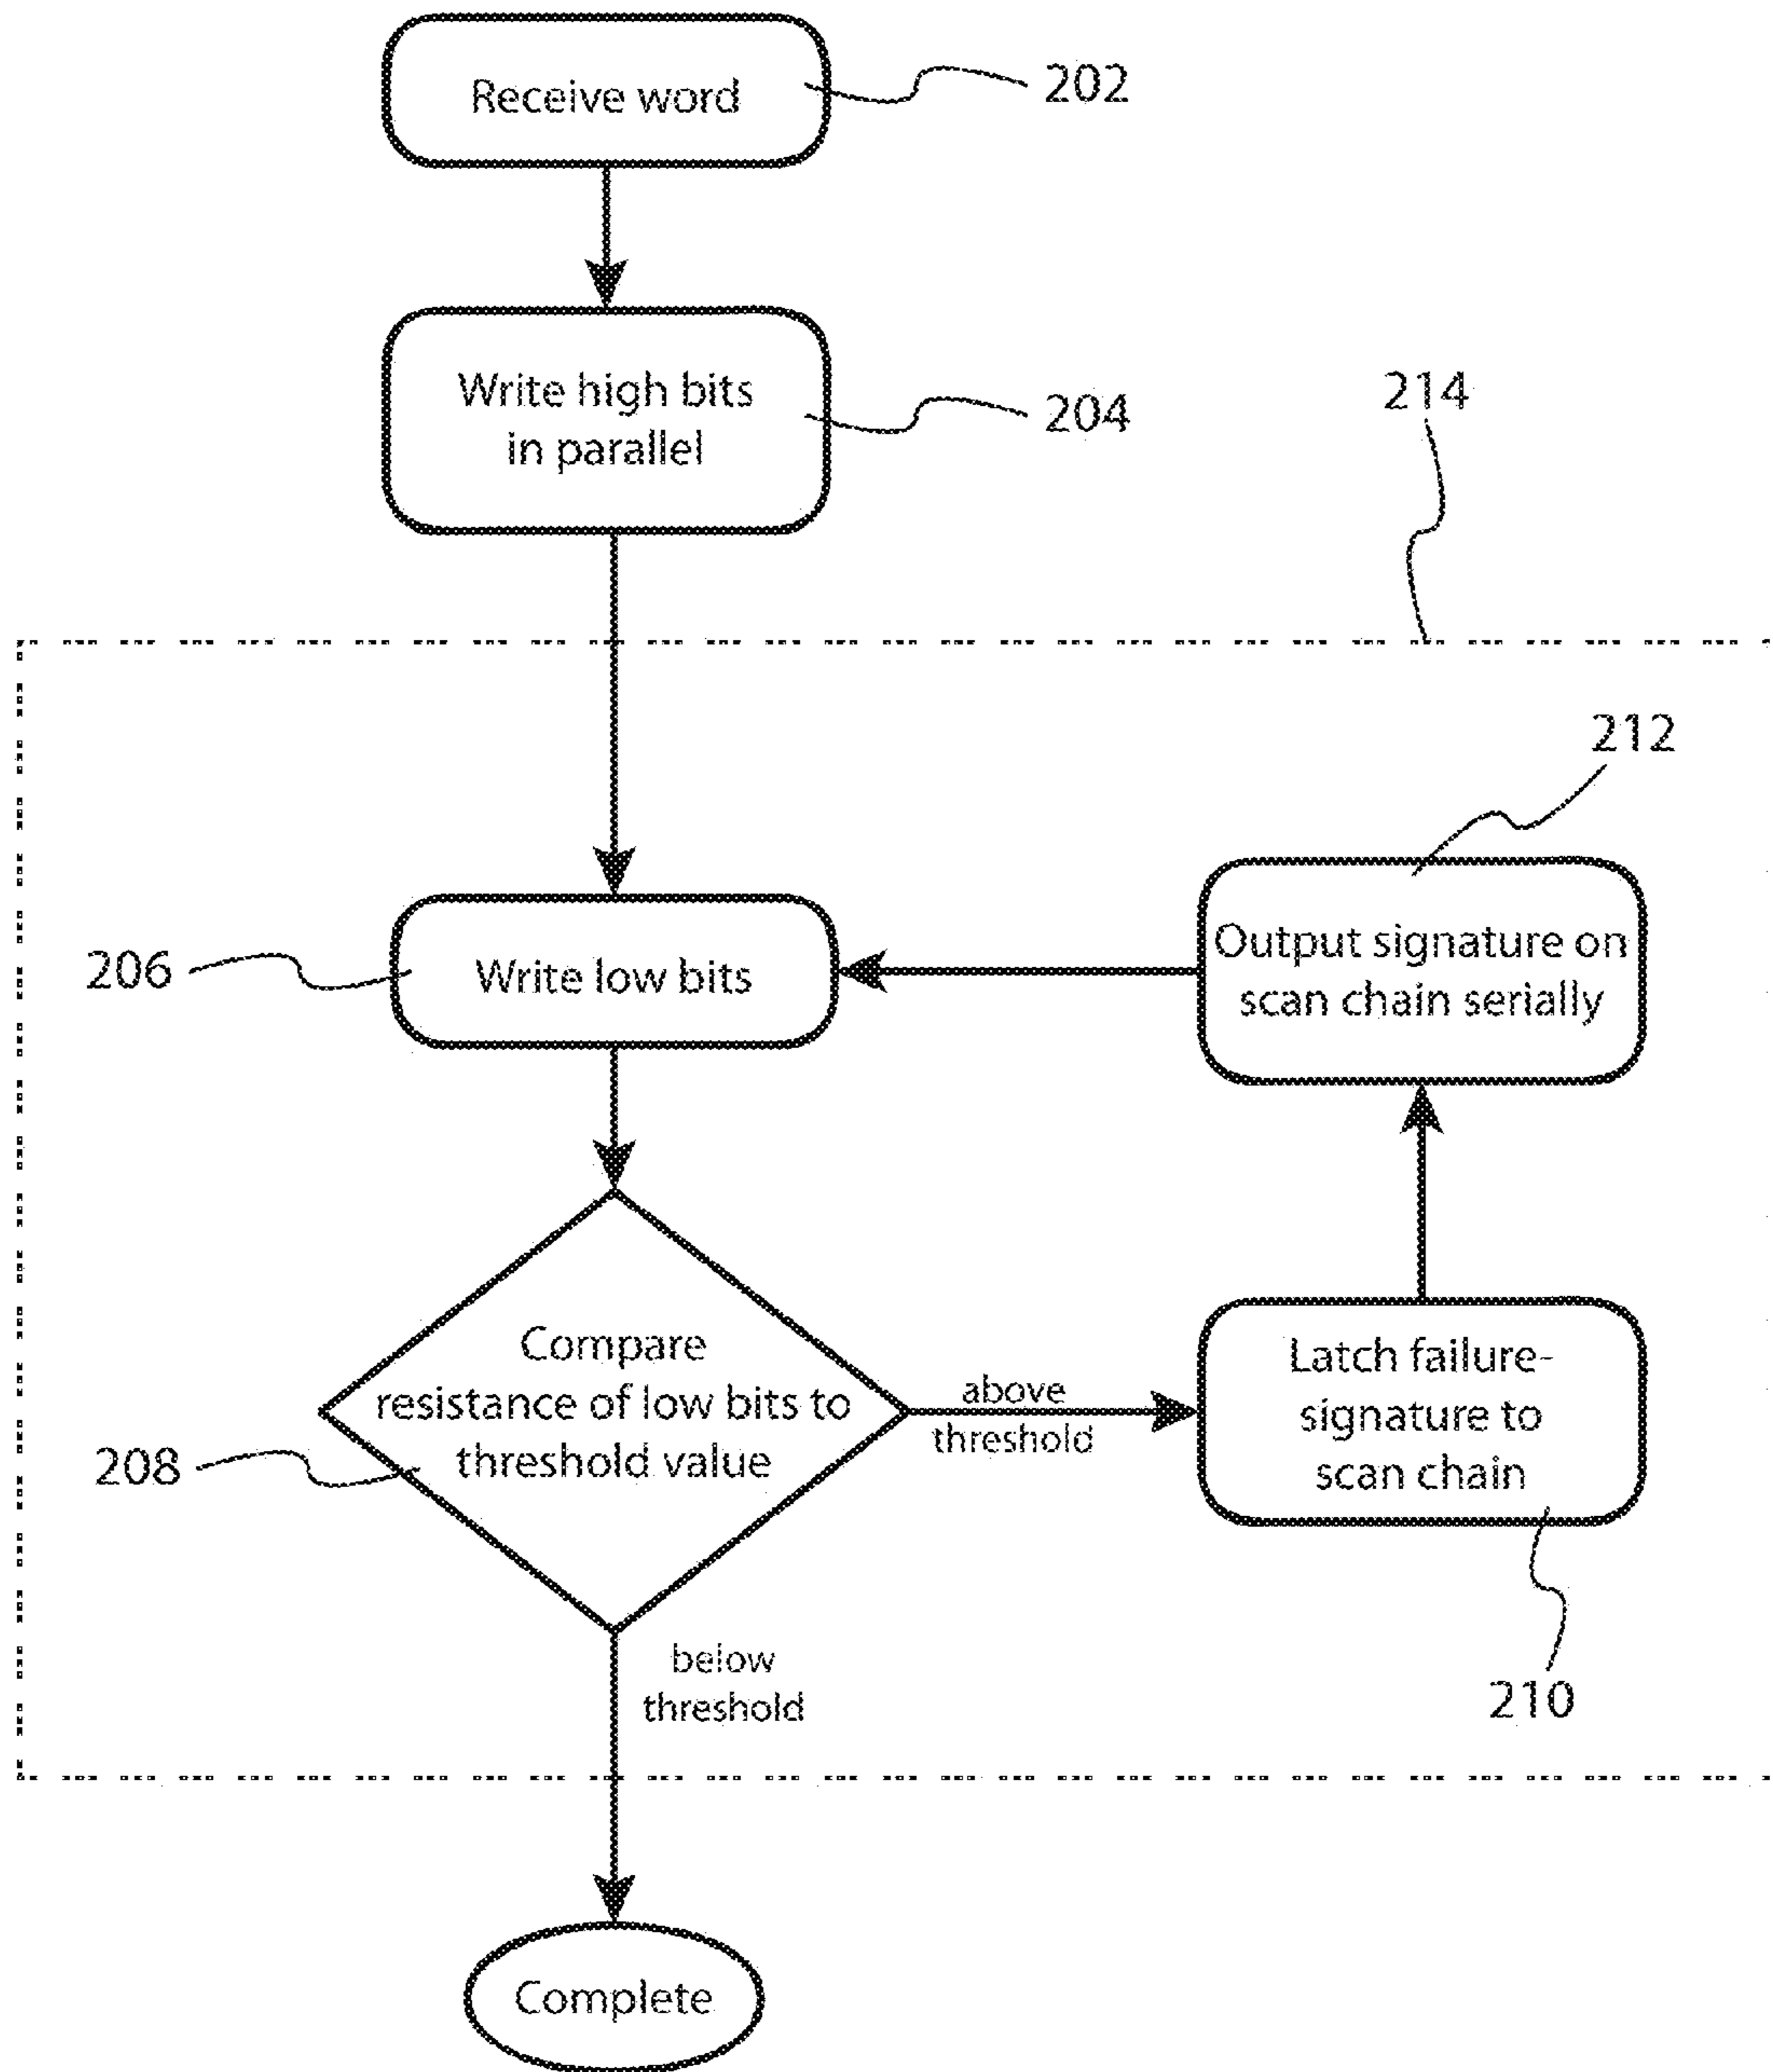 Receive word
202
Write high bits
in parallel
204
214
212
Output signature on
scan chain serially
206
Write low bits
Compare
resistance of low bits to
threshold value
208
above
threshold
Latch failure-
signature to
scan chain
210
below
threshold
Complete